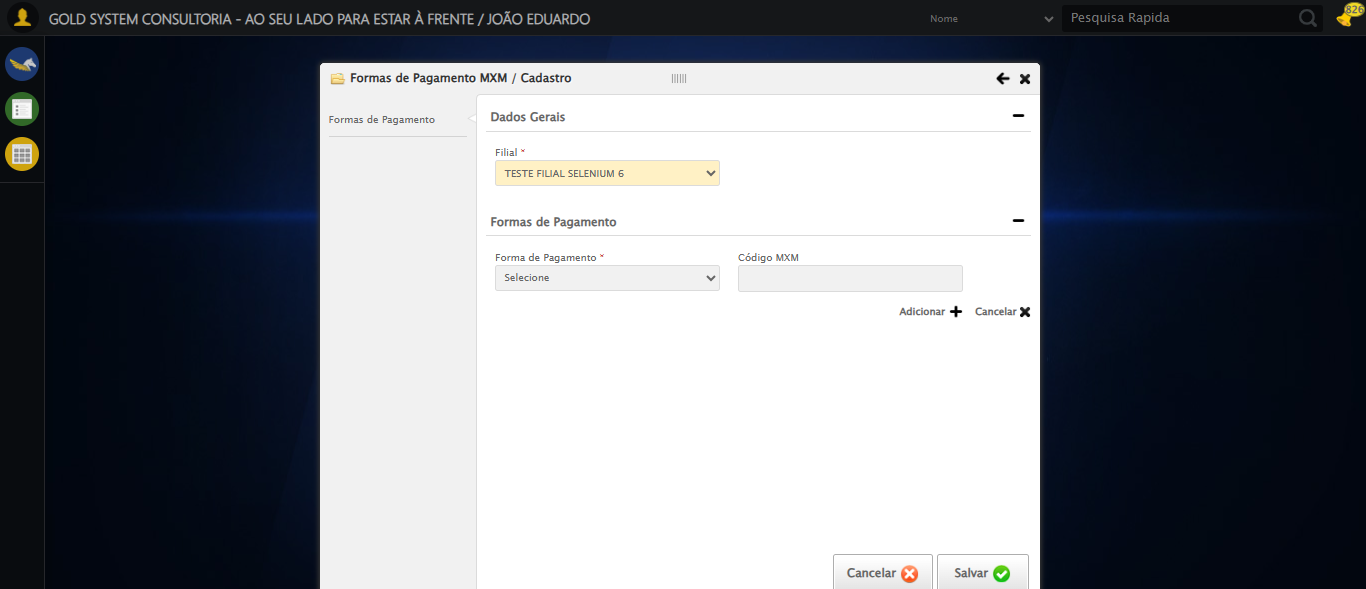 GOLD SYSTEM CONSULTORIA - AO SEU LADO PARA ESTAR À FRENTE / JOÃO EDUARDO
Nome
Pesquisa Rapida
826
Formas de Pagamento MXM / Cadastro
Formas de Pagamento
Dados Gerais
Filial *
TESTE FILIAL SELENIUM 6
Formas de Pagamento
Forma de Pagamento * Código MXM
Selecione
Adicionar Cancelar
Cancelar Salvar